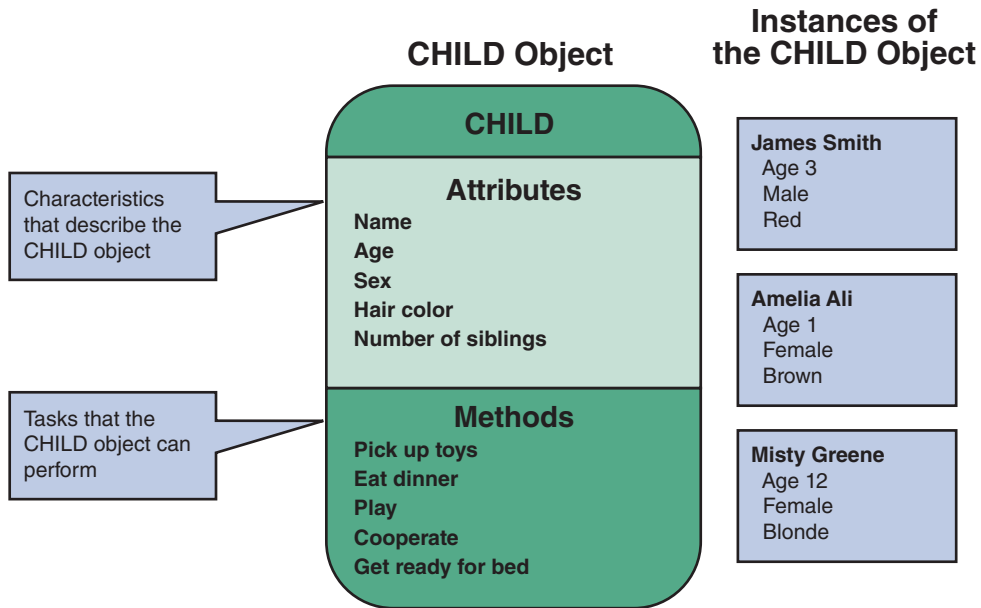 CHILD Object
Instances of
the CHILD Object
CHILD
Characteristics
that describe the
CHILD object
Attributes
Name
Age
Sex
Hair color
Number of siblings
Tasks that the
CHILD object can
perform
Methods
Pick up toys
Eat dinner
Play
Cooperate
Get ready for bed
James Smith
Age 3
Male
Red
Amelia Ali
Age 1
Female
Brown
Misty Greene
Age 12
Female
Blonde